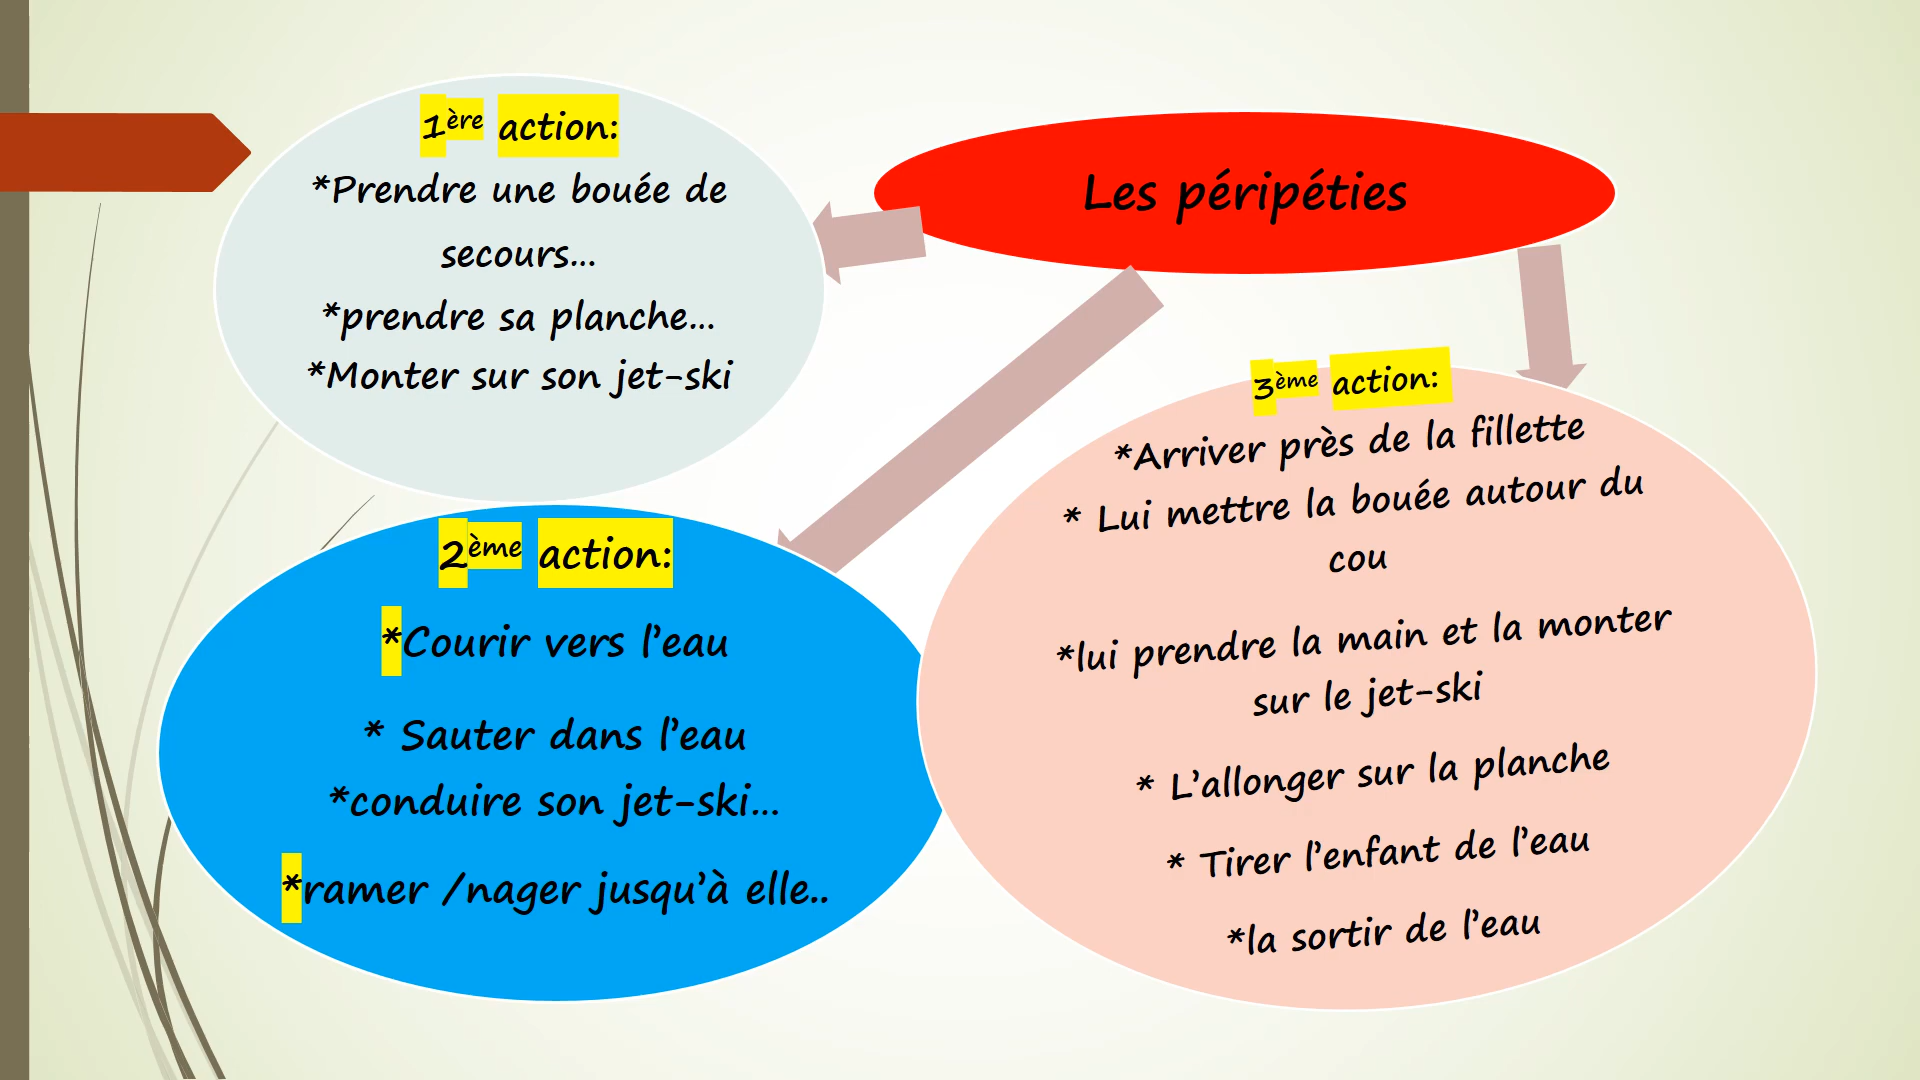 Les péripéties
1ère action:
*Prendre une bouée de
secours...
*prendre sa planche...
*Monter sur son jet-ski
2ème action:
*Courir vers l'eau
* Sauter dans l'eau
*conduire son jet-ski...
*ramer /nager jusqu'à elle..
3ème action:
*Arriver près de la fillette
* Lui mettre la bouée autour du
cou
*lui prendre la main et la monter
sur le jet-ski
* L'allonger sur la planche
* Tirer l'enfant de l'eau
*la sortir de l'eau